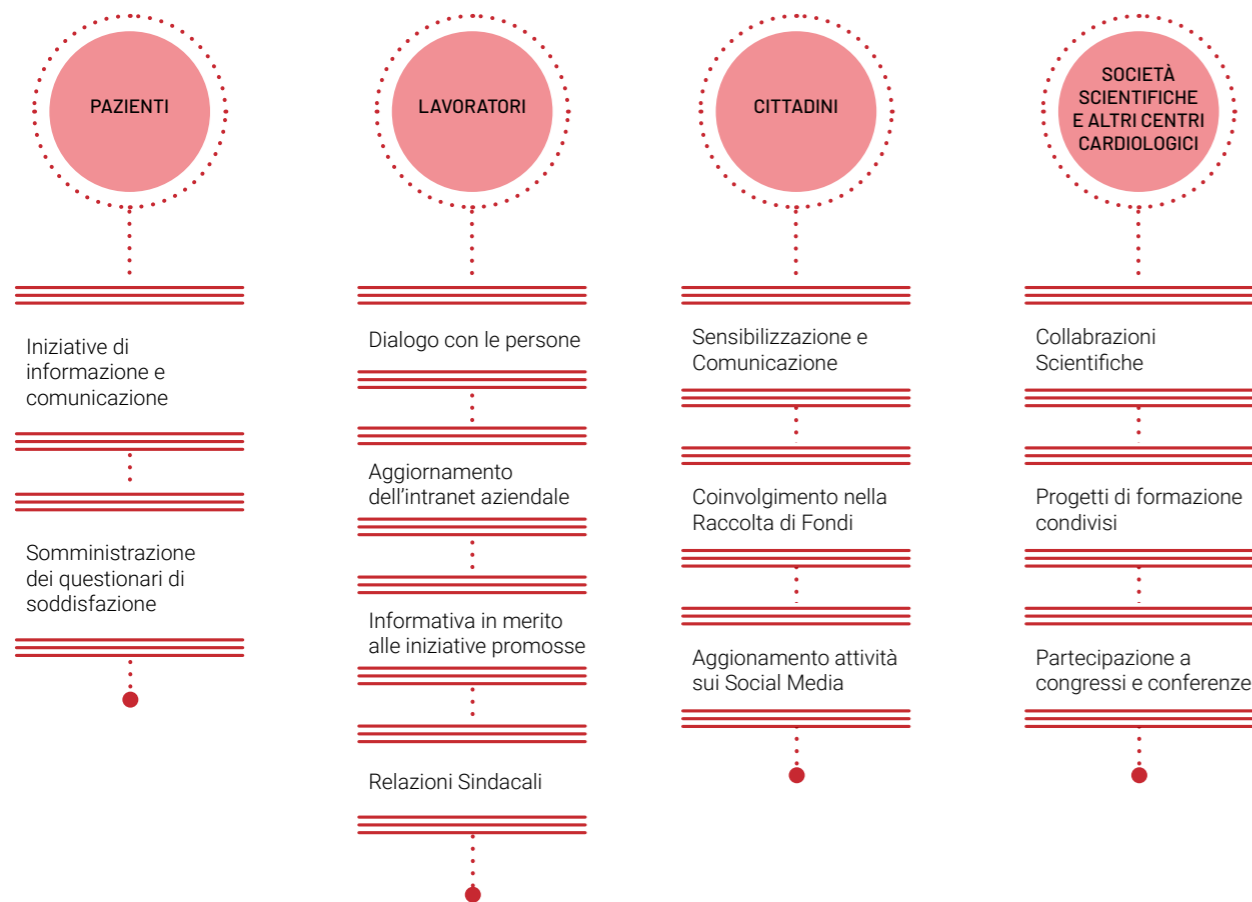 PAZIENTI
Iniziative di
informazione e
comunicazione
Somministrazione
dei questionari di
soddisfazione
LAVORATORI
Dialogo con le persone
Aggiornamento
dell'intranet aziendale
Informativa in merito
alle iniziative promosse
Relazioni Sindacali
CITTADINI
Sensibilizzazione e
Comunicazione
Coinvolgimento nella
Raccolta di Fondi
Aggionamento attività
sui Social Media
SOCIETÀ
SCIENTIFICHE
E ALTRI CENTRI
CARDIOLOGICI
Collabrazioni
Scientifiche
Progetti di formazione
condivisi
Partecipazione a
congressi e conferenze